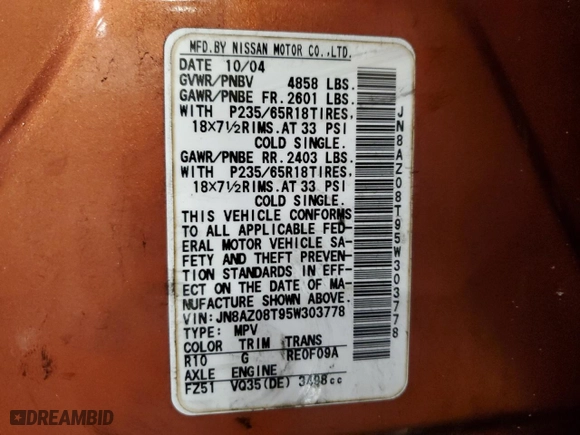 MFD.BY NISSAN MOTOR CO.,LTD.
DATE 10/04
GVWR/PNBV 4858 LBS.
GAWR/PNBE FR.2601 LBS.
WITH P235/65R18TIRES,
18×7½RIMS.AT 33 PSI
COLD SINGLE.
GAWR/PNBE RR.2403 LBS.
WITH P235/65R18TIRES,
18×7½RIMS.AT 33 PSI
COLD SINGLE.
THIS VEHICLE CONFORMS
TO ALL APPLICABLE FED-
ERAL MOTOR VEHICLE SA-
FETY AND THEFT PREVEN-
TION STANDARDS IN EFF-
ECT ON THE DATE OF MA-
NUFACTURE SHOWN ABOVE.
VIN:JN8AZ08T95W303778
TYPE: MPV
COLOR TRIM TRANS
R10 G RE0F09A
AXLE ENGINE
FZ51 VQ35(DE) 3498cc
JN8AZ08T95W303778
DREAMBID